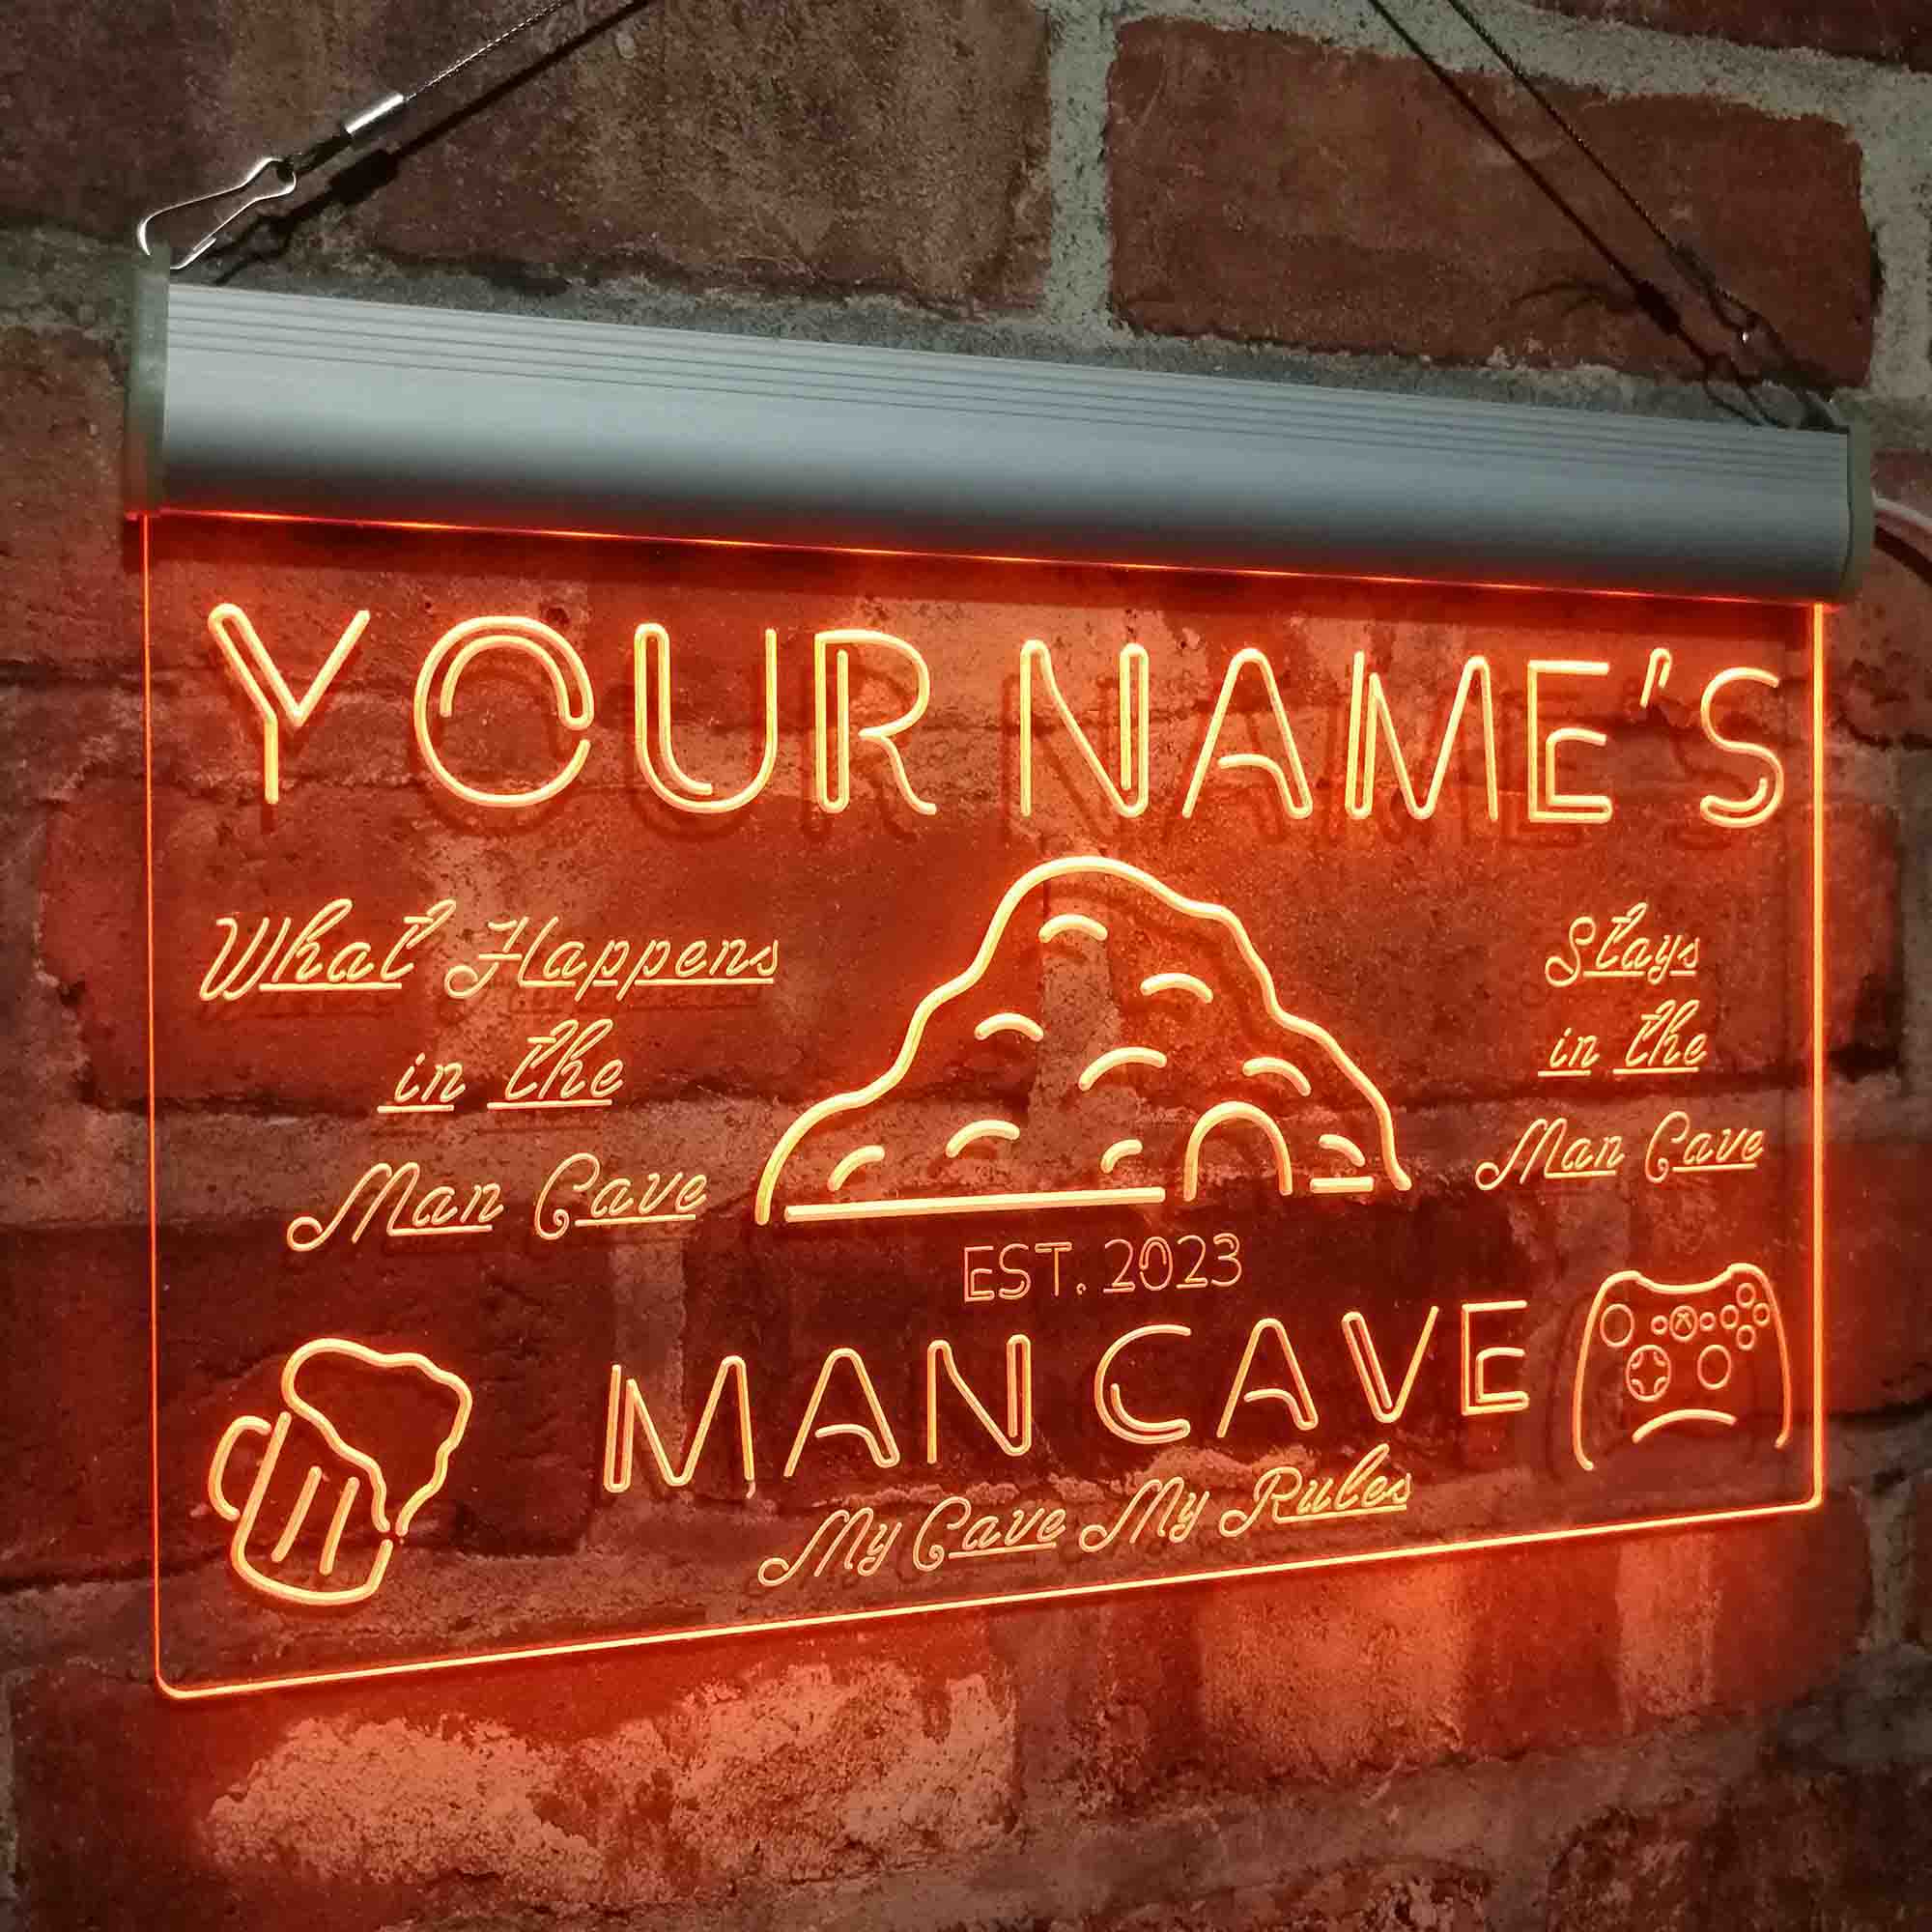 YOUR NAME'S
What Happens
in the
Man Cave
Stays
in the
Man Cave
EST. 2023
MAN CAVE
My Cave My Rules